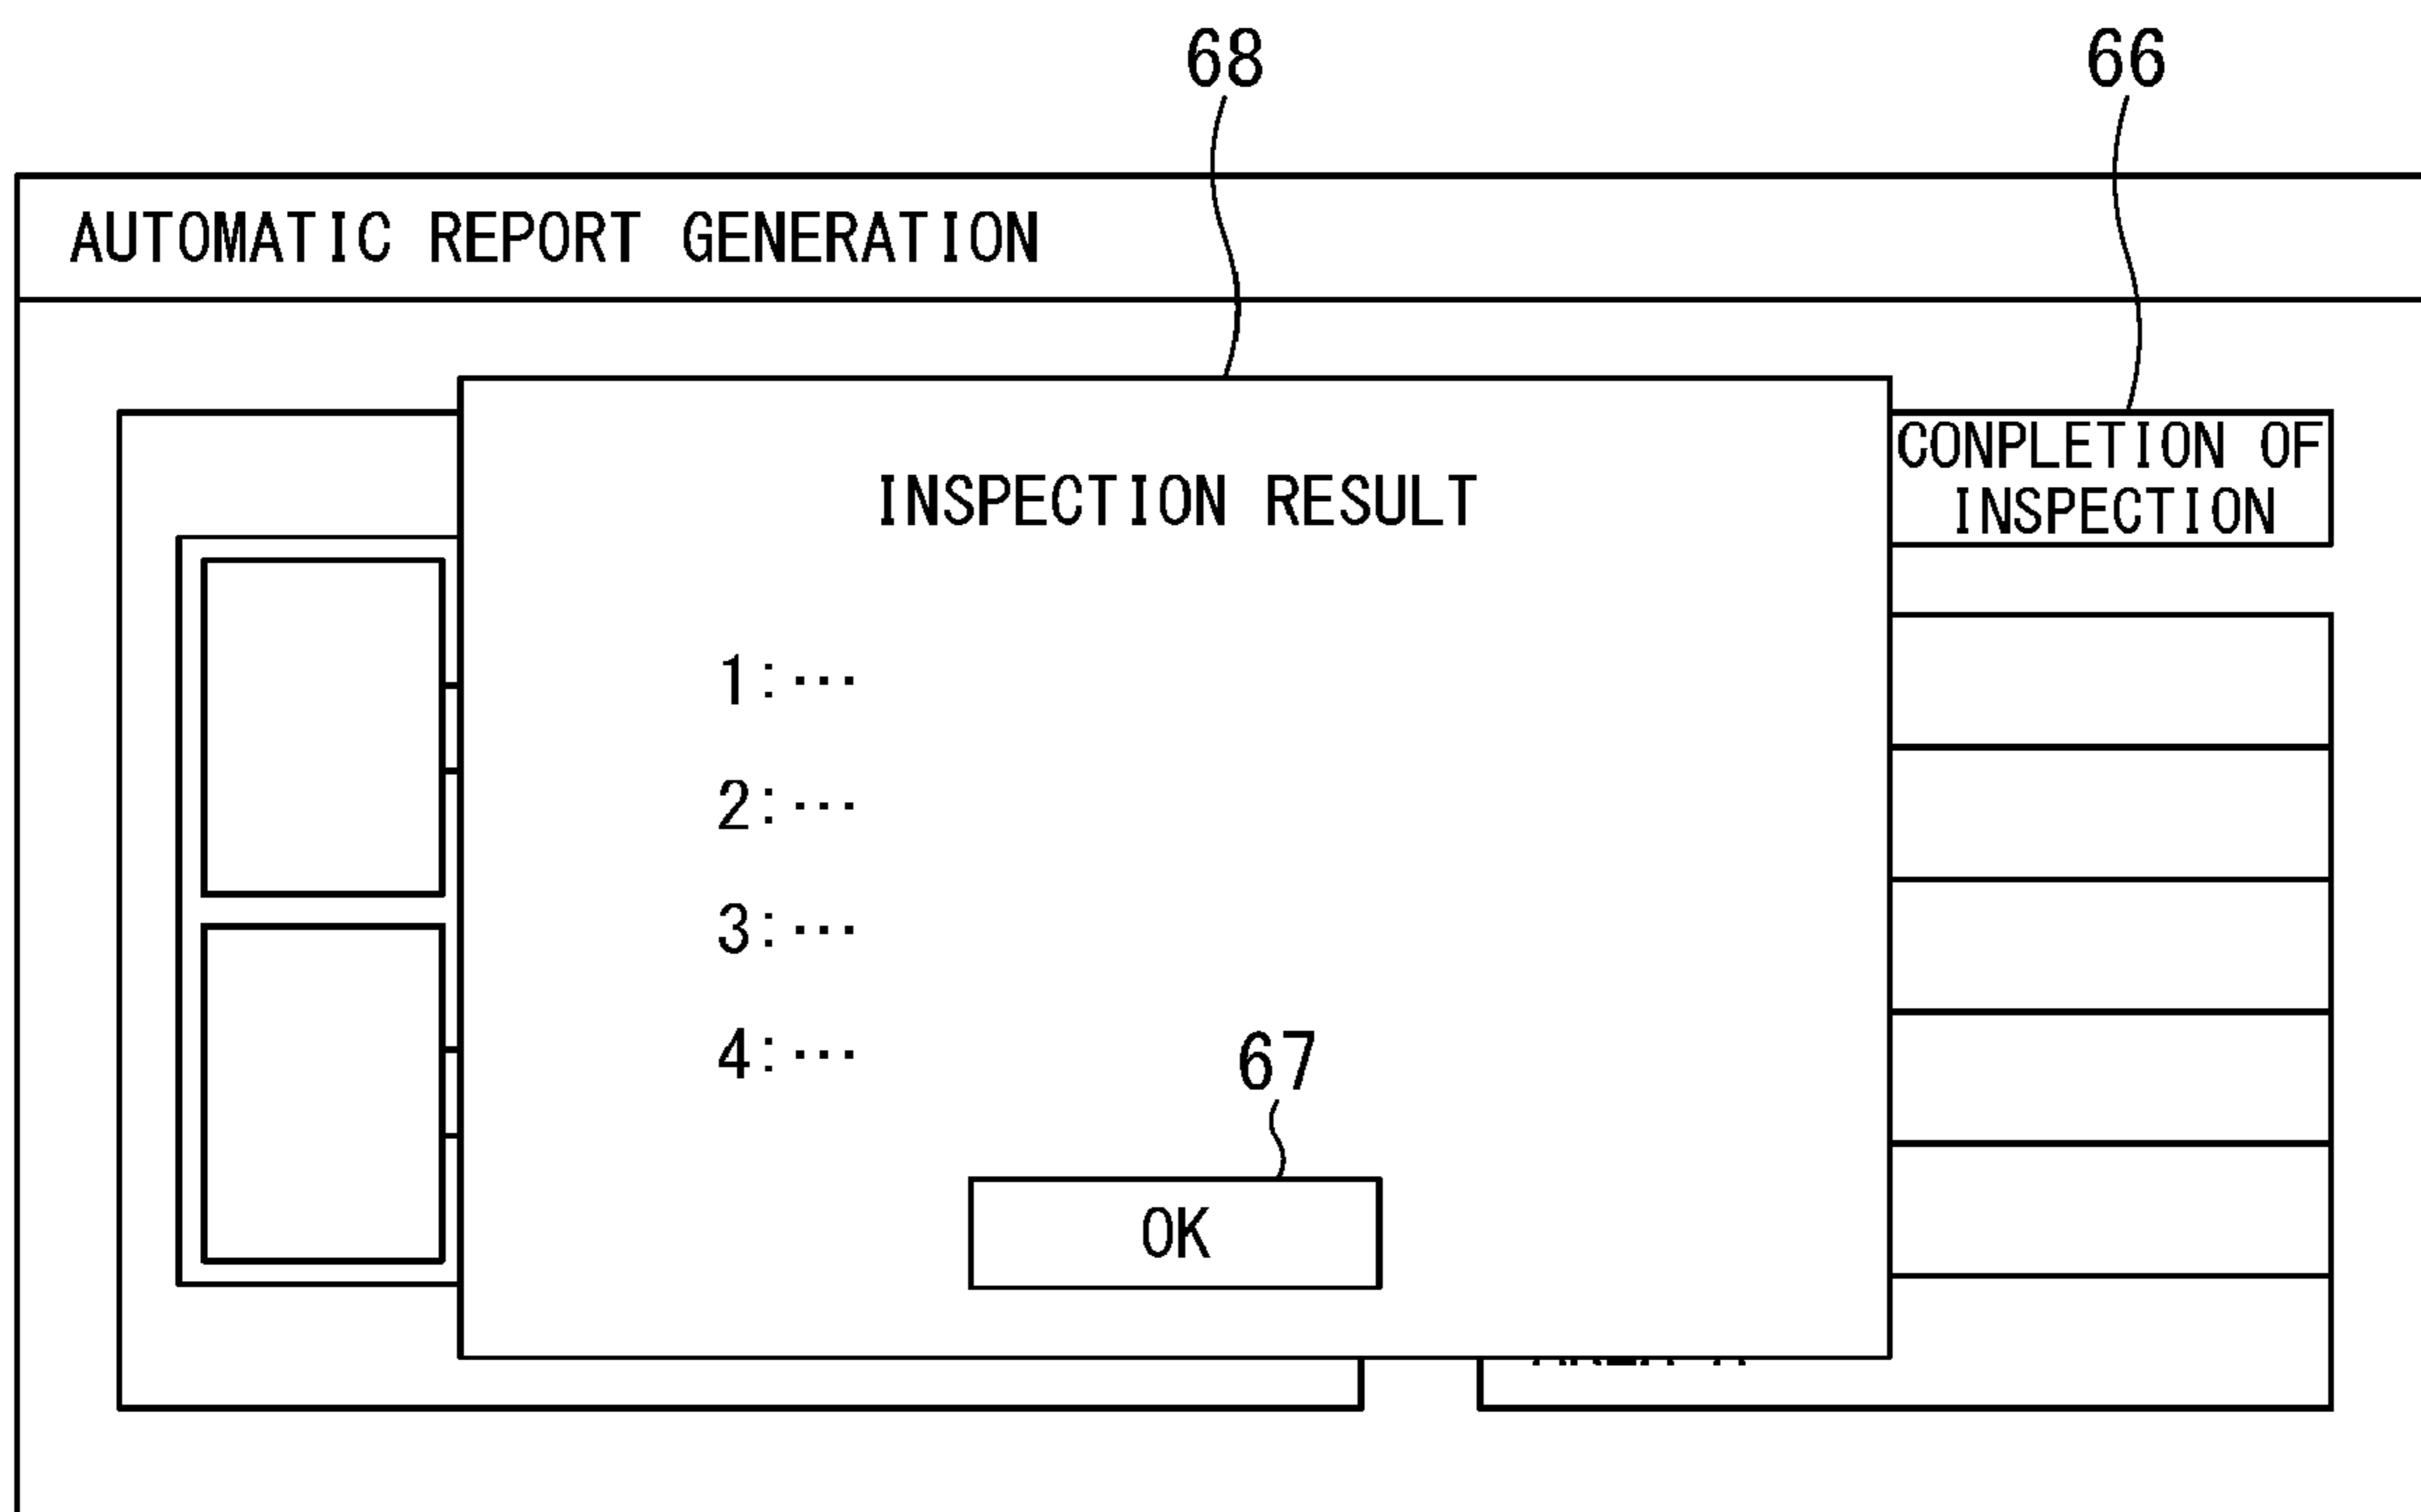 68
66
AUTOMATIC REPORT GENERATION
CONPLETION OF
INSPECTION
INSPECTION RESULT
1:···
2:···
3:···
4:···
67
OK